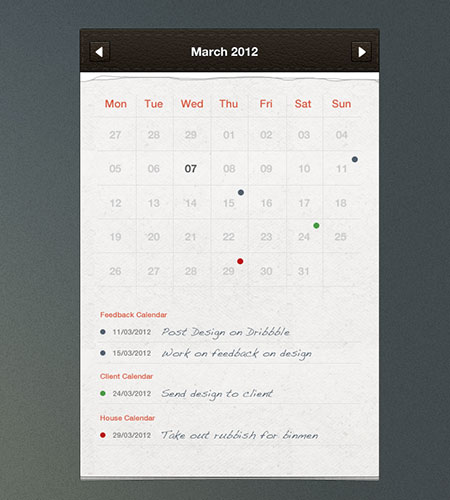 March 2012
Mon Tue Wed Thu Fri Sat Sun
27 28 29 01 02 03 04
05 06 07 08 09 10 11
12 13 14 15 16 17 18
19 20 21 22 23 24 25
26 27 28 29 30 31
Feedback Calendar
11/03/2012 Post Design on Dribbble
15/03/2012 Work on feedback on design
Client Calendar
24/03/2012 Send design to client
House Calendar
29/03/2012 Take out rubbish for binmen